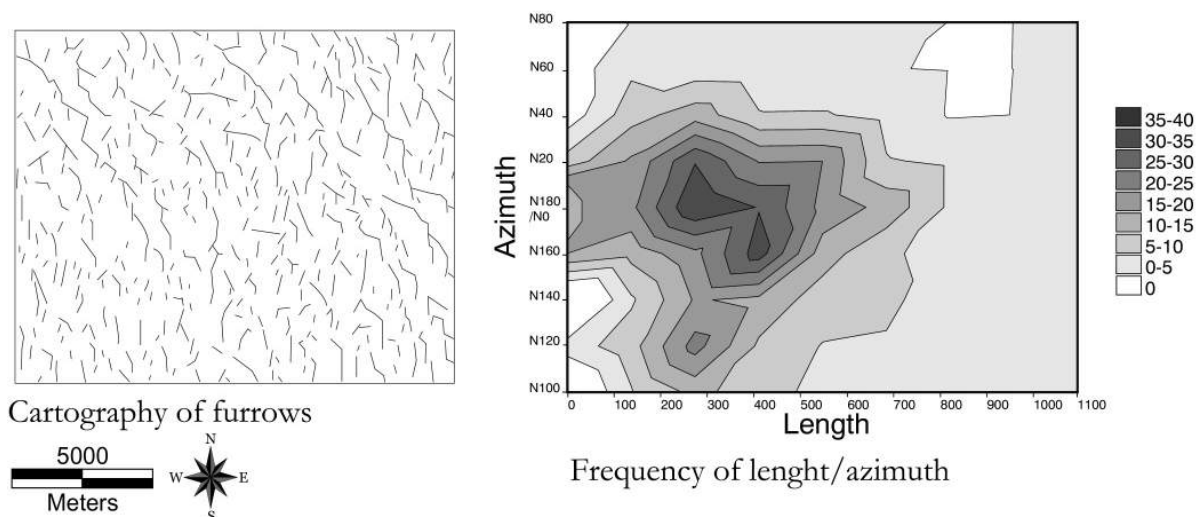 Cartography of furrows
5000
Meters
N
W
E
S
Azimuth
N80
N60
N40
N20
N180
/N0
N160
N140
N120
N100
0 100 200 300 400 500 600 700 800 900 1000 1100
Length
Frequency of lenght/azimuth
35-40
30-35
25-30
20-25
15-20
10-15
5-10
0-5
0